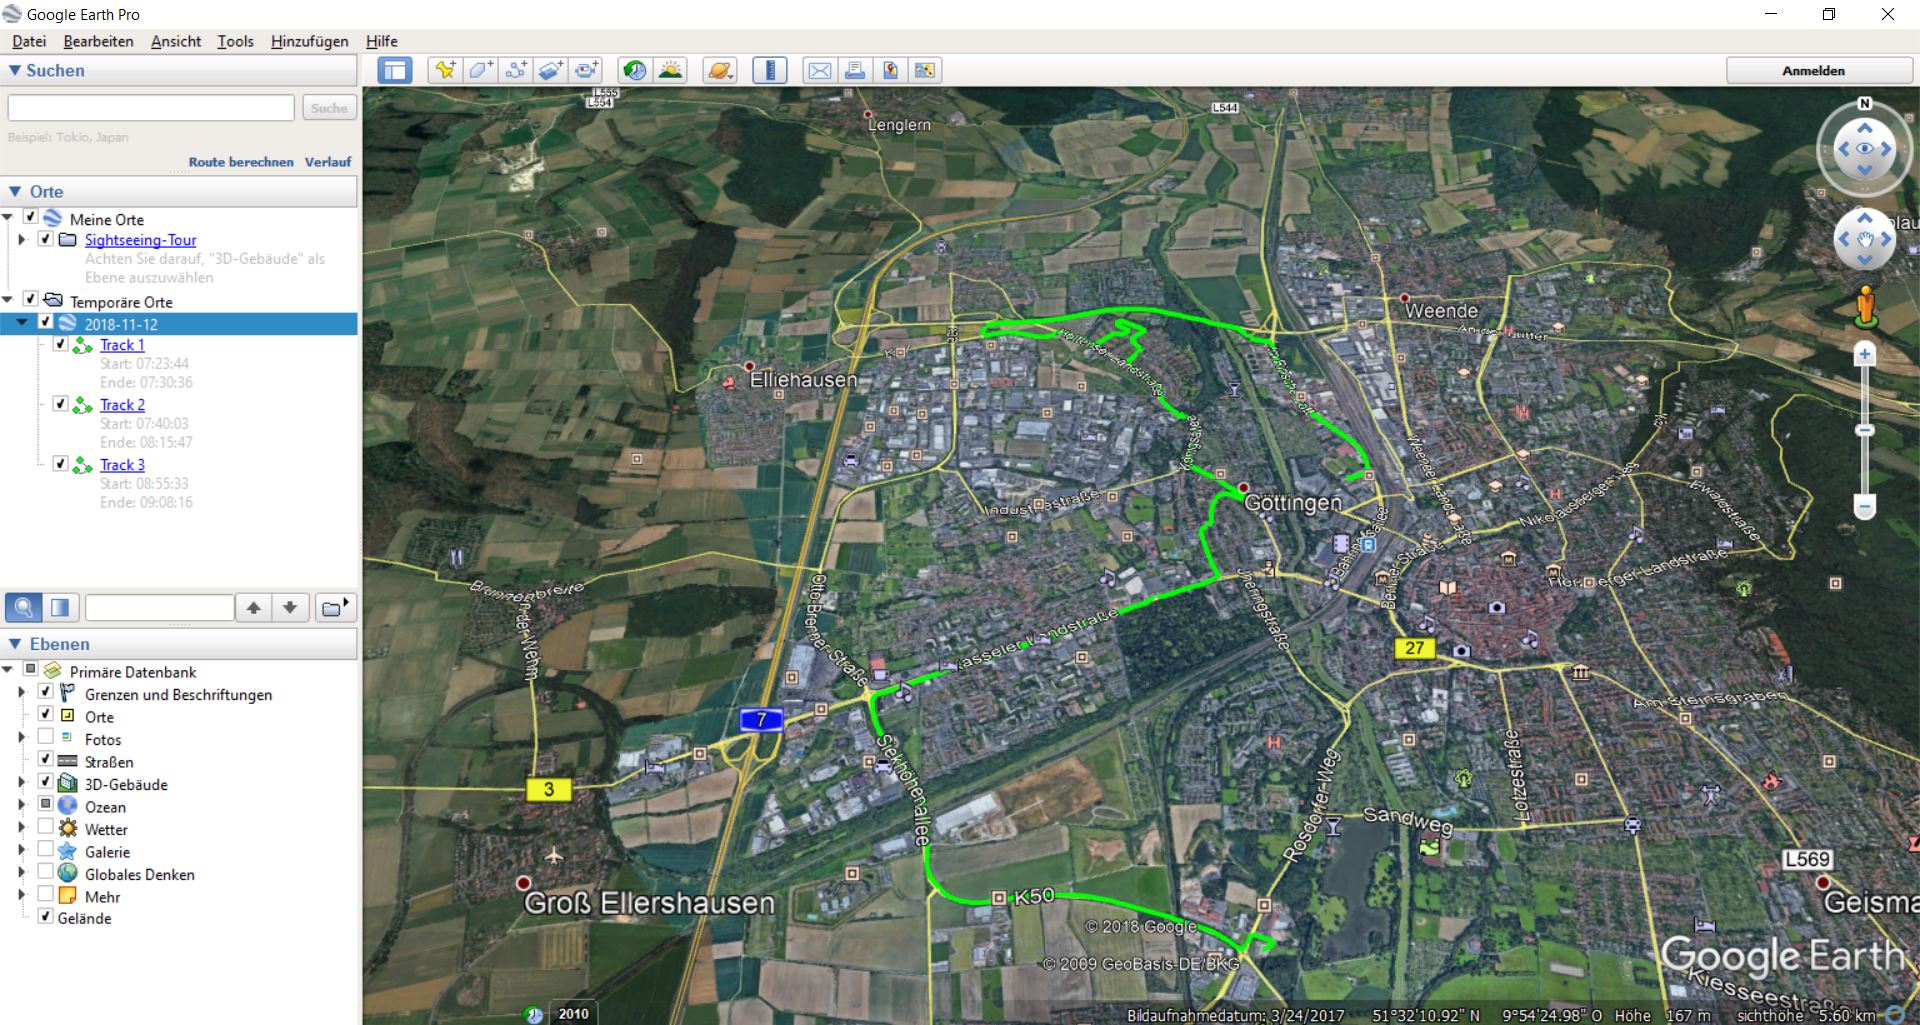 Google Earth Pro
Datei Bearbeiten Ansicht Tools Hinzufügen Hilfe
Suchen
Suche
Beispiel: Tokio, Japan
Route berechnen Verlauf
Orte
Meine Orte
Sightseeing-Tour
Achten Sie darauf, "3D-Gebäude" als
Ebene auszuwählen
Temporäre Orte
2018-11-12
Track 1
Start: 07:23:44
Ende: 07:30:36
Track 2
Start: 07:40:03
Ende: 08:15:47
Track 3
Start: 08:55:33
Ende: 09:08:16
Ebenen
Primäre Datenbank
Grenzen und Beschriftungen
Orte
Fotos
Straßen
3D-Gebäude
Ozean
Wetter
Galerie
Globales Denken
Mehr
Gelände
Anmelden
L555
L554
L544
Lenglern
N
Weende
An der Lutter
Elliehausen
Holtenser Landstraße
Königsstieg
Weender Landstraße
Göttingen
Industriestraße
Nikolausberger Weg
Ewaldstraße
Bahnhofsallee
Berliner Straße
Herzberger Landstraße
Brunnenbreite
An der Wehm
Otto-Brenner-Straße
Jheringstraße
Kasseler Landstraße
27
Am Steinsgraben
7
Siekhöhenallee
3
Rosdorfer Weg
Lotzestraße
Sandweg
L569
Geisma
Groß Ellershausen
K50
© 2018 Google
© 2009 GeoBasis-DE/BKG
Google Earth
Kiesseestraße
2010
Bildaufnahmedatum: 3/24/2017 51°32'10.92" N 9°54'24.98" O Höhe 167 m sichthöhe 5.60 km